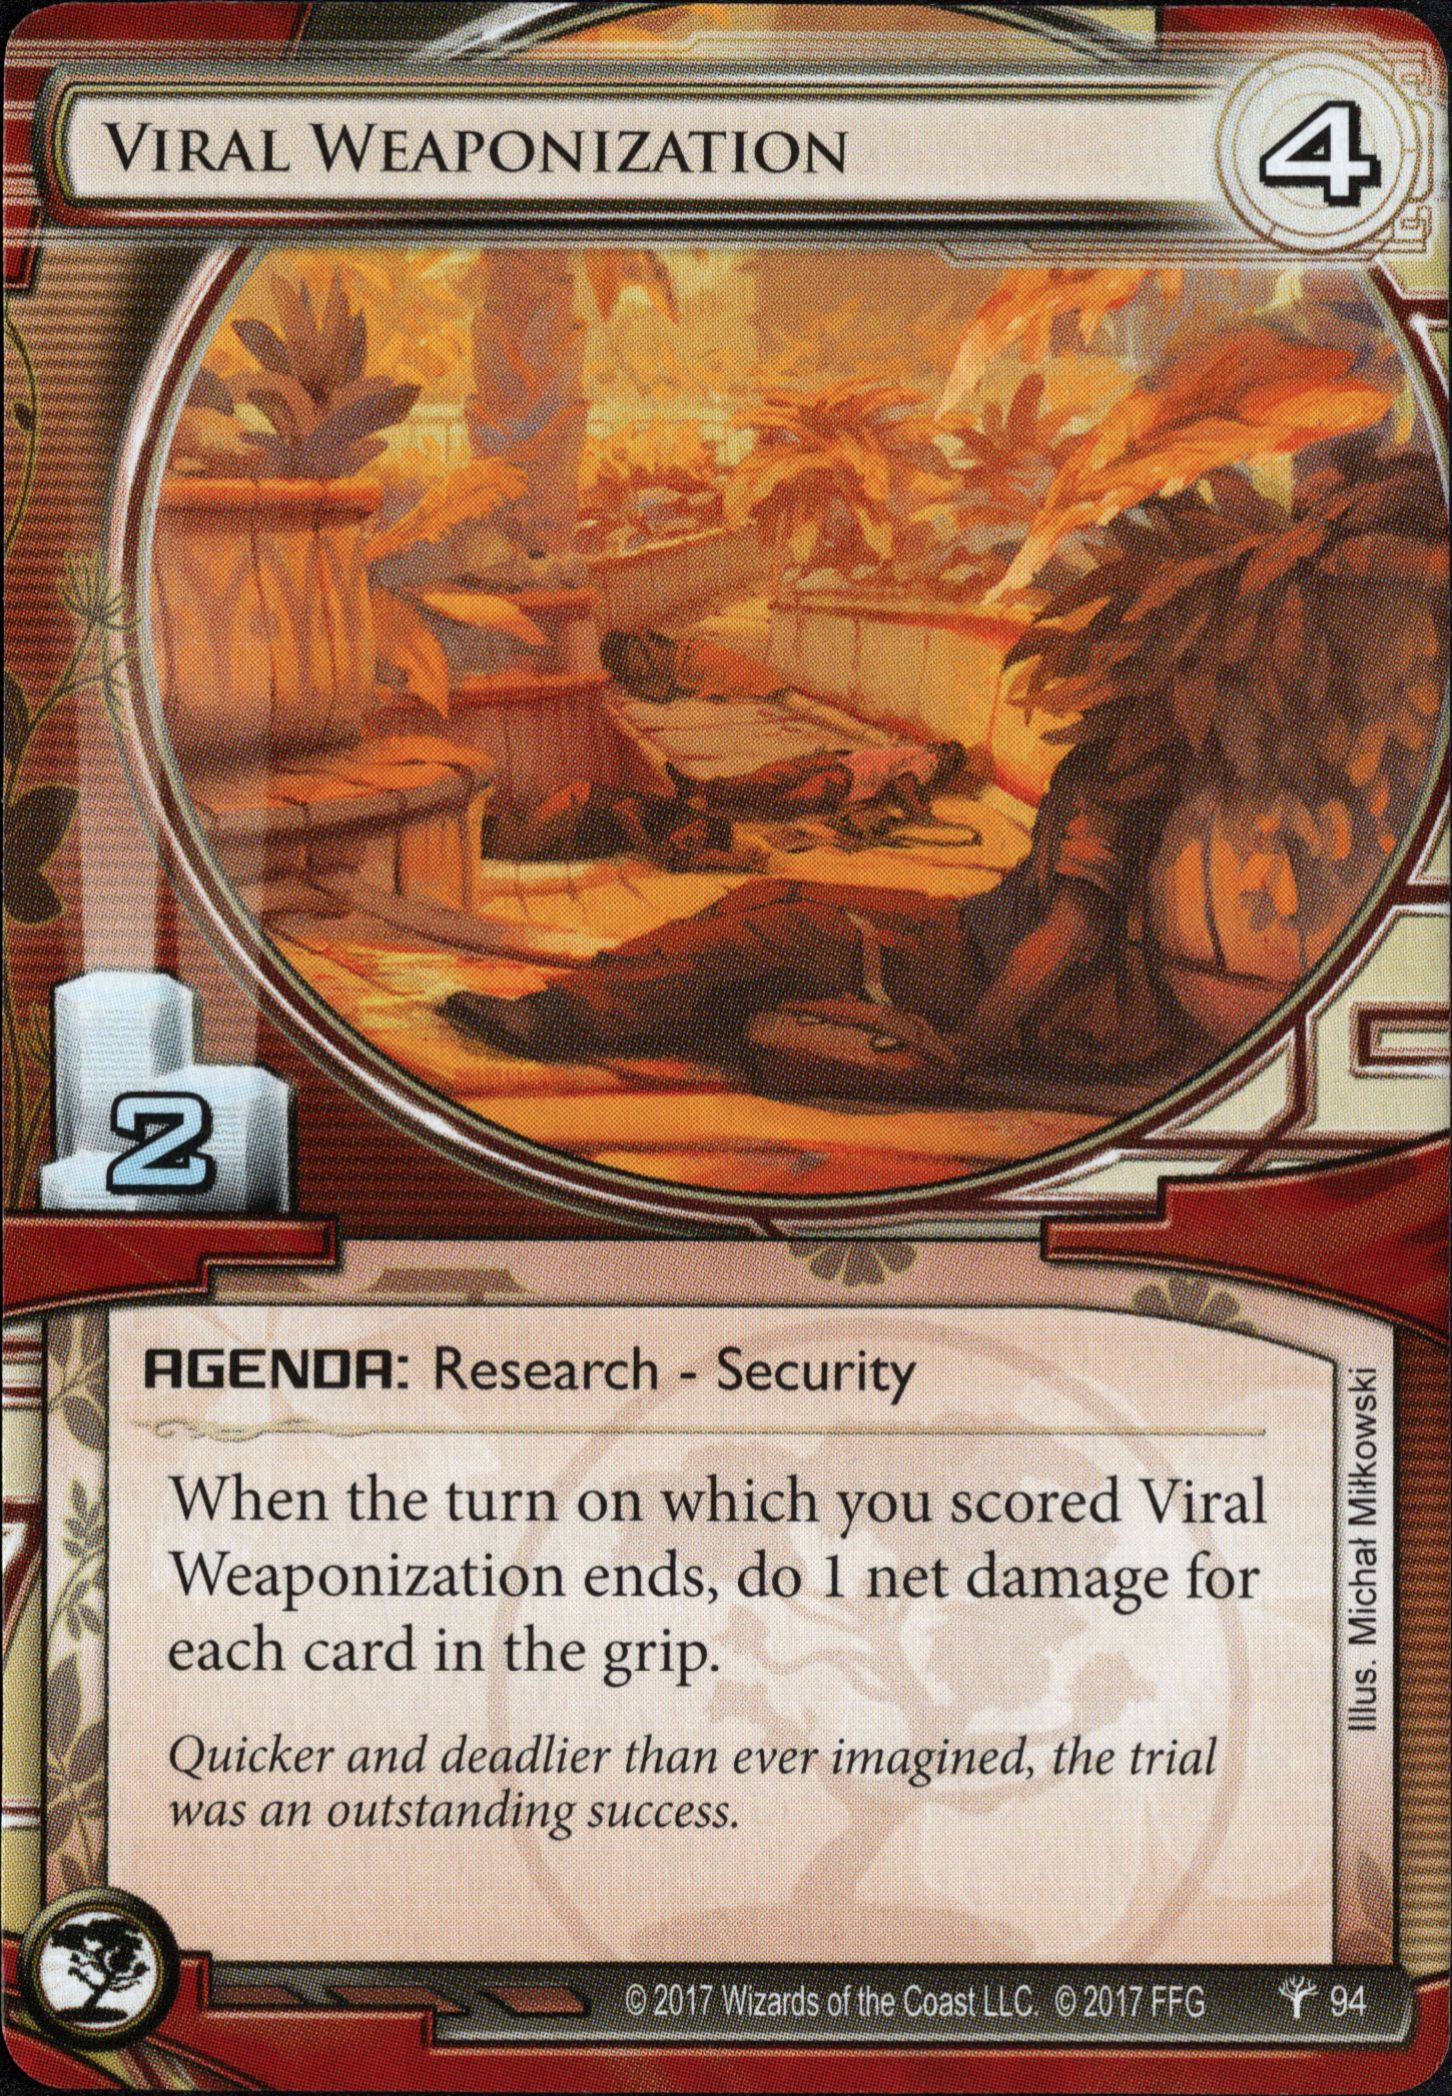 Viral Weaponization
4
2
AGENDA: Research - Security
When the turn on which you scored Viral
Weaponization ends, do 1 net damage for
each card in the grip.
Quicker and deadlier than ever imagined, the trial
was an outstanding success.
Illus. Michał Miłkowski
© 2017 Wizards of the Coast LLC. © 2017 FFG
94